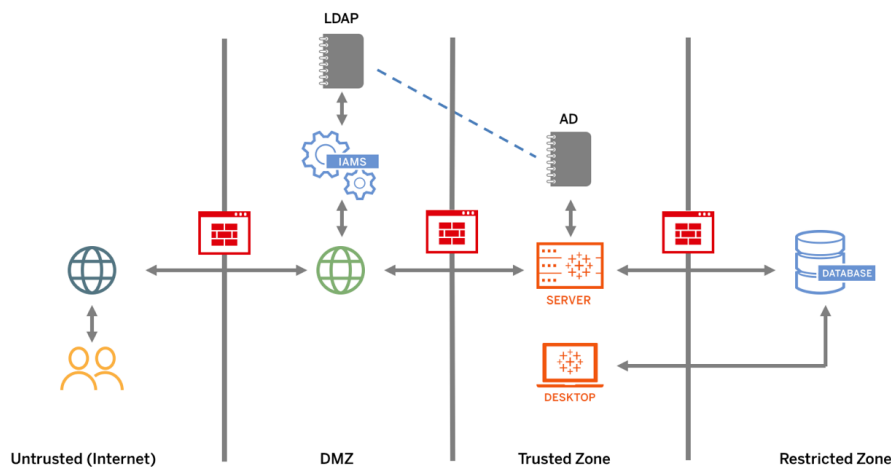 LDAP
AD
IAMS
SERVER
DATABASE
DESKTOP
Untrusted (Internet)
DMZ
Trusted Zone
Restricted Zone